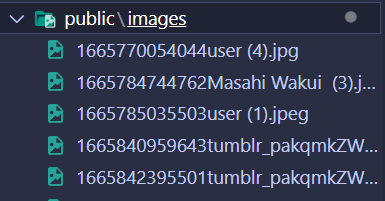 public\images
1665770054044user (4).jpg
1665784744762Masahi Wakui  (3).j...
1665785035503user (1).jpeg
1665840959643tumblr_pakqmkZW...
1665842395501tumblr_pakqmkZW...